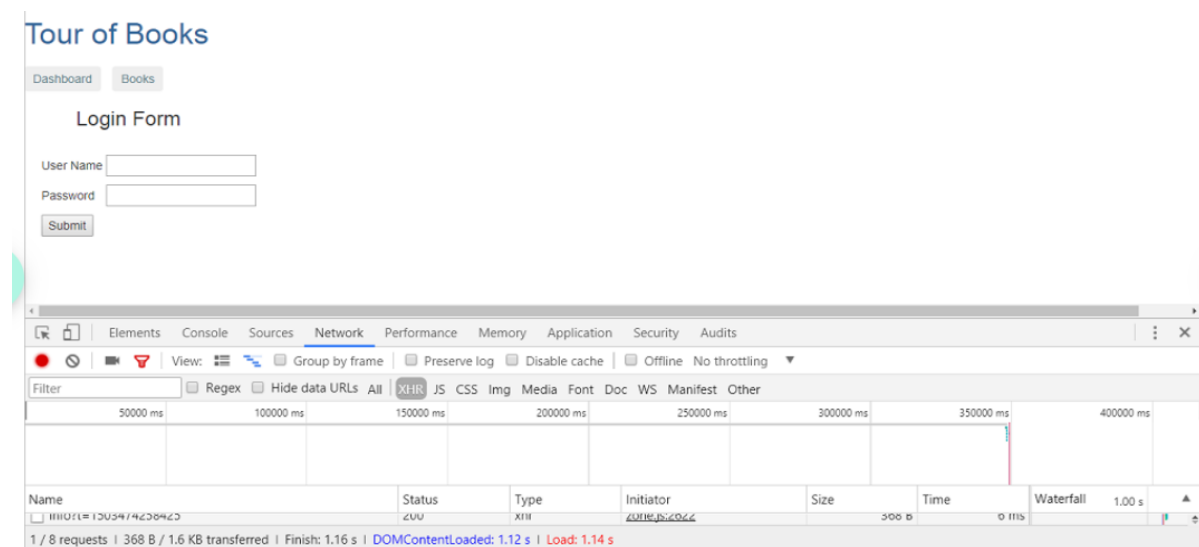 Tour of Books
Dashboard Books
Login Form
User Name
Password
Submit
Elements Console Sources Network Performance Memory Application Security Audits
View: Group by frame Preserve log Disable cache Offline No throttling
Filter Regex Hide data URLs All XHR JS CSS Img Media Font Doc WS Manifest Other
50000 ms 100000 ms 150000 ms 200000 ms 250000 ms 300000 ms 350000 ms 400000 ms
Name Status Type Initiator Size Time Waterfall 1.00 s
info?t=1503474258425 200 xhr zone.js:2622 368 B 6 ms
1 / 8 requests | 368 B / 1.6 KB transferred | Finish: 1.16 s | DOMContentLoaded: 1.12 s | Load: 1.14 s